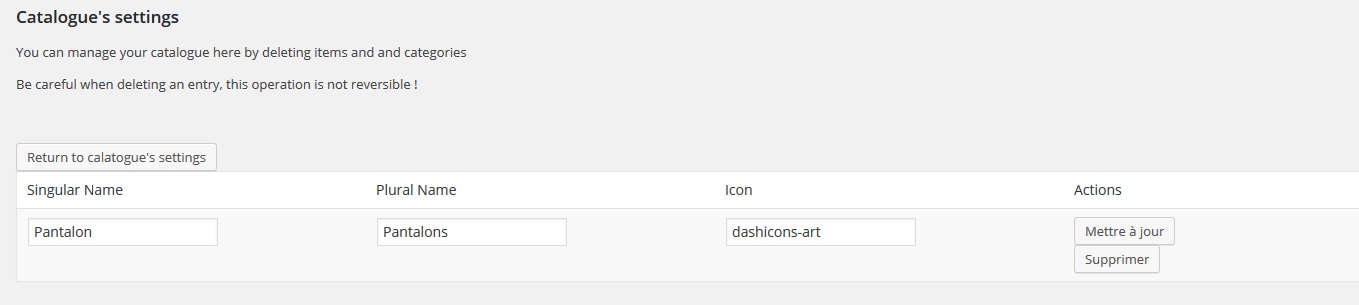 Catalogue's settings
You can manage your catalogue here by deleting items and and categories
Be careful when deleting an entry, this operation is not reversible !
Return to calatogue's settings
Singular Name Plural Name Icon Actions
Pantalon Pantalons dashicons-art Mettre à jour
Supprimer